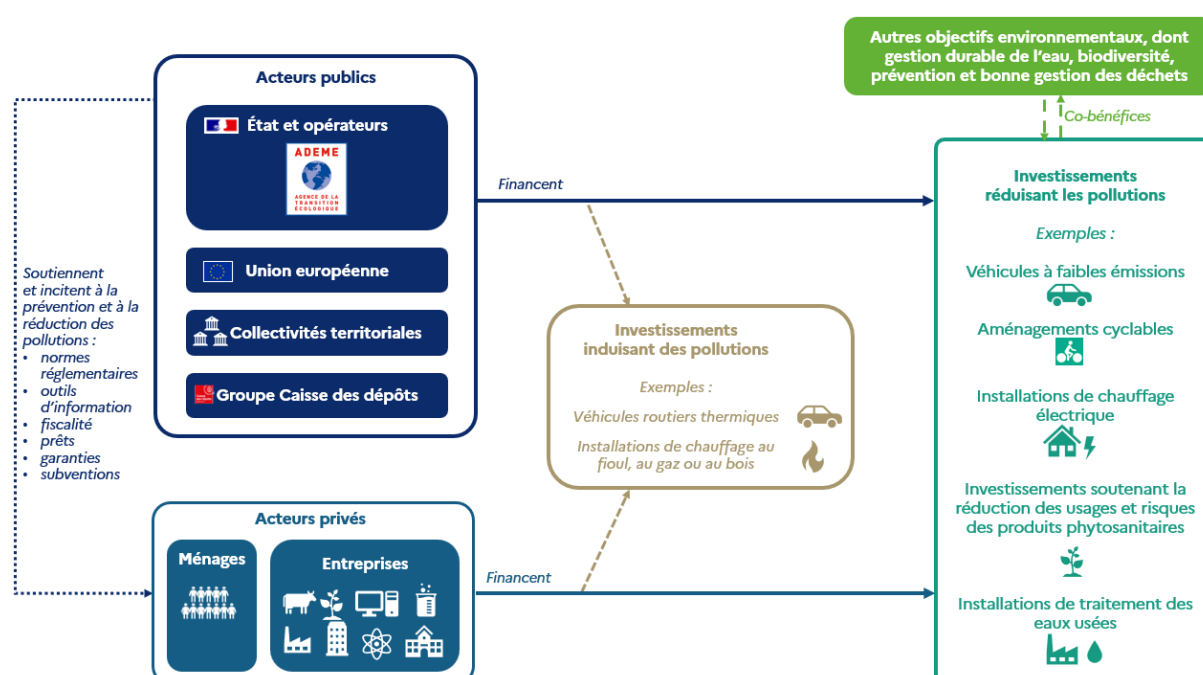 Autres objectifs environnementaux, dont
gestion durable de l'eau, biodiversité,
prévention et bonne gestion des déchets
Co-bénéfices
Acteurs publics
État et opérateurs
ADEME
AGENCE DE LA
TRANSITION
ÉCOLOGIQUE
Union européenne
Collectivités territoriales
Groupe Caisse des dépôts
Soutiennent
et incitent à la
prévention et à la
réduction des
pollutions :
• normes
réglementaires
• outils
d'information
• fiscalité
• prêts
• garanties
• subventions
Financent
Investissements
induisant des pollutions
Exemples :
Véhicules routiers thermiques
Installations de chauffage au
fioul, au gaz ou au bois
Acteurs privés
Ménages
Entreprises
Financent
Investissements
réduisant les pollutions
Exemples :
Véhicules à faibles émissions
Aménagements cyclables
Installations de chauffage
électrique
Investissements soutenant la
réduction des usages et risques
des produits phytosanitaires
Installations de traitement des
eaux usées